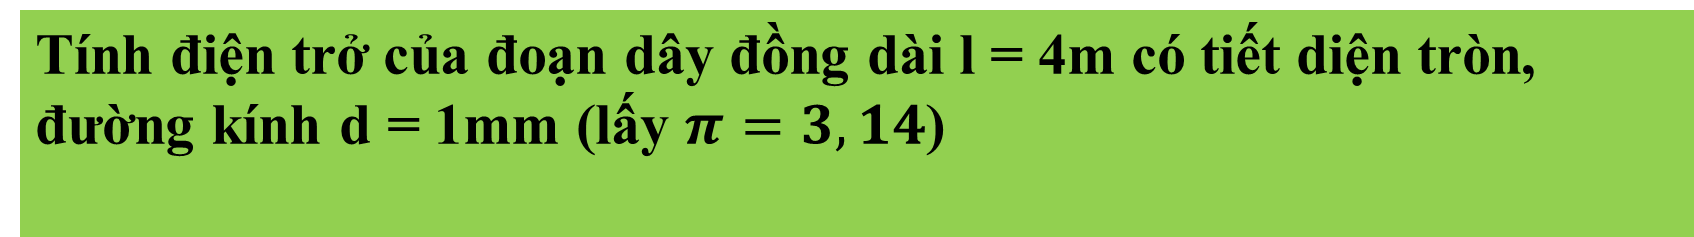 Tính điện trở của đoạn dây đồng dài l = 4m có tiết diện tròn,
đường kính d = 1mm (lấy 𝝅 = 𝟑, 𝟏𝟒)